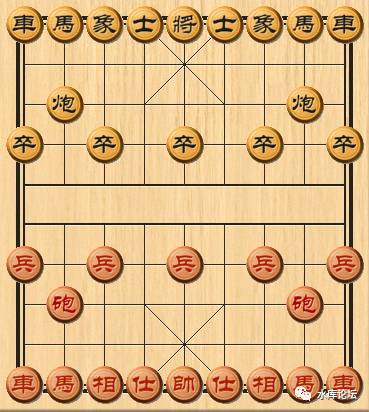 車馬象士將士象馬車
炮炮
卒卒卒卒卒
兵兵兵兵兵
砲砲
車馬相仕帥仕相馬車
水库论坛